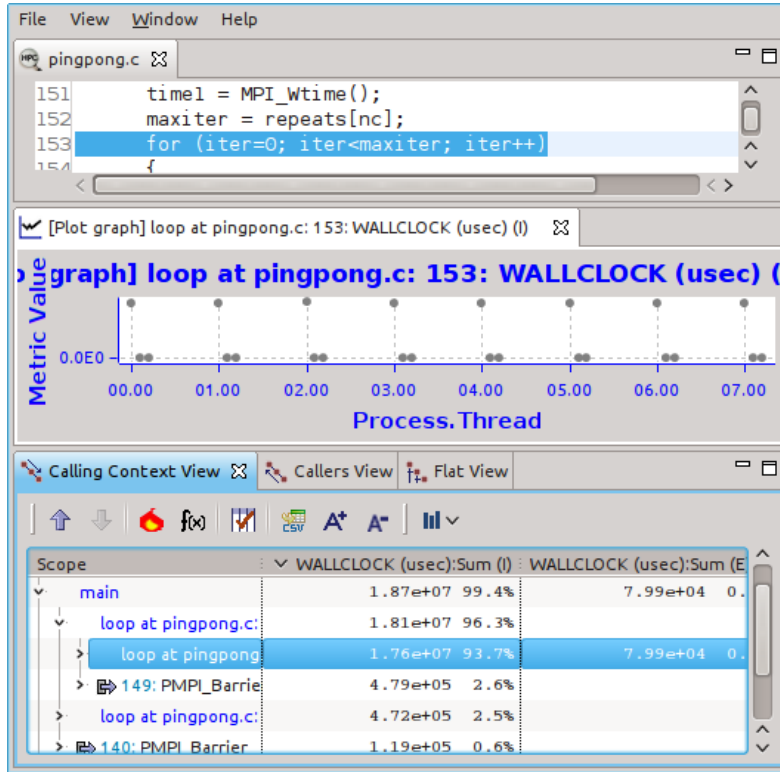 File View Window Help
pingpong.c
151 time1 = MPI_Wtime();
152 maxiter = repeats[nc];
153 for (iter=0; iter<maxiter; iter++)
154 {
[Plot graph] loop at pingpong.c: 153: WALLCLOCK (usec) (I)
graph] loop at pingpong.c: 153: WALLCLOCK (usec) (
Metric Value
0.0E0
00.00 01.00 02.00 03.00 04.00 05.00 06.00 07.00
Process.Thread
Calling Context View Callers View Flat View
f(x) CSV A+ A-
Scope WALLCLOCK (usec):Sum (I) WALLCLOCK (usec):Sum (E
main 1.87e+07 99.4% 7.99e+04 0.
loop at pingpong.c: 1.81e+07 96.3%
loop at pingpong 1.76e+07 93.7% 7.99e+04 0.
149: PMPI_Barrie 4.79e+05 2.6%
loop at pingpong.c: 4.72e+05 2.5%
140: PMPI_Barrier 1.19e+05 0.6%